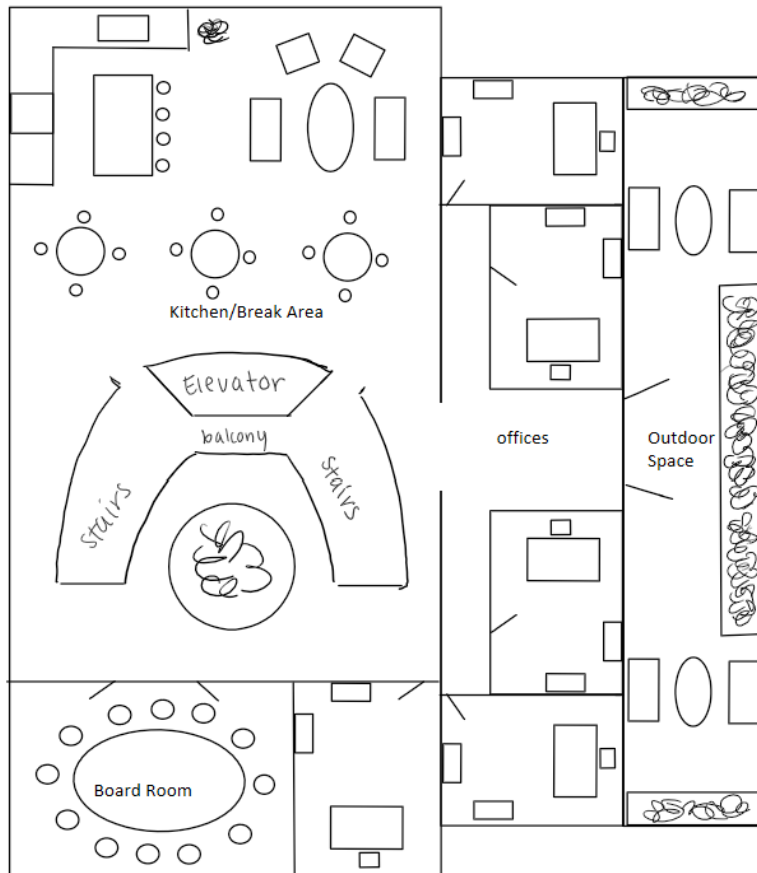 Kitchen/Break Area
Elevator
balcony
Stairs
Stairs
offices
Outdoor
Space
Board Room